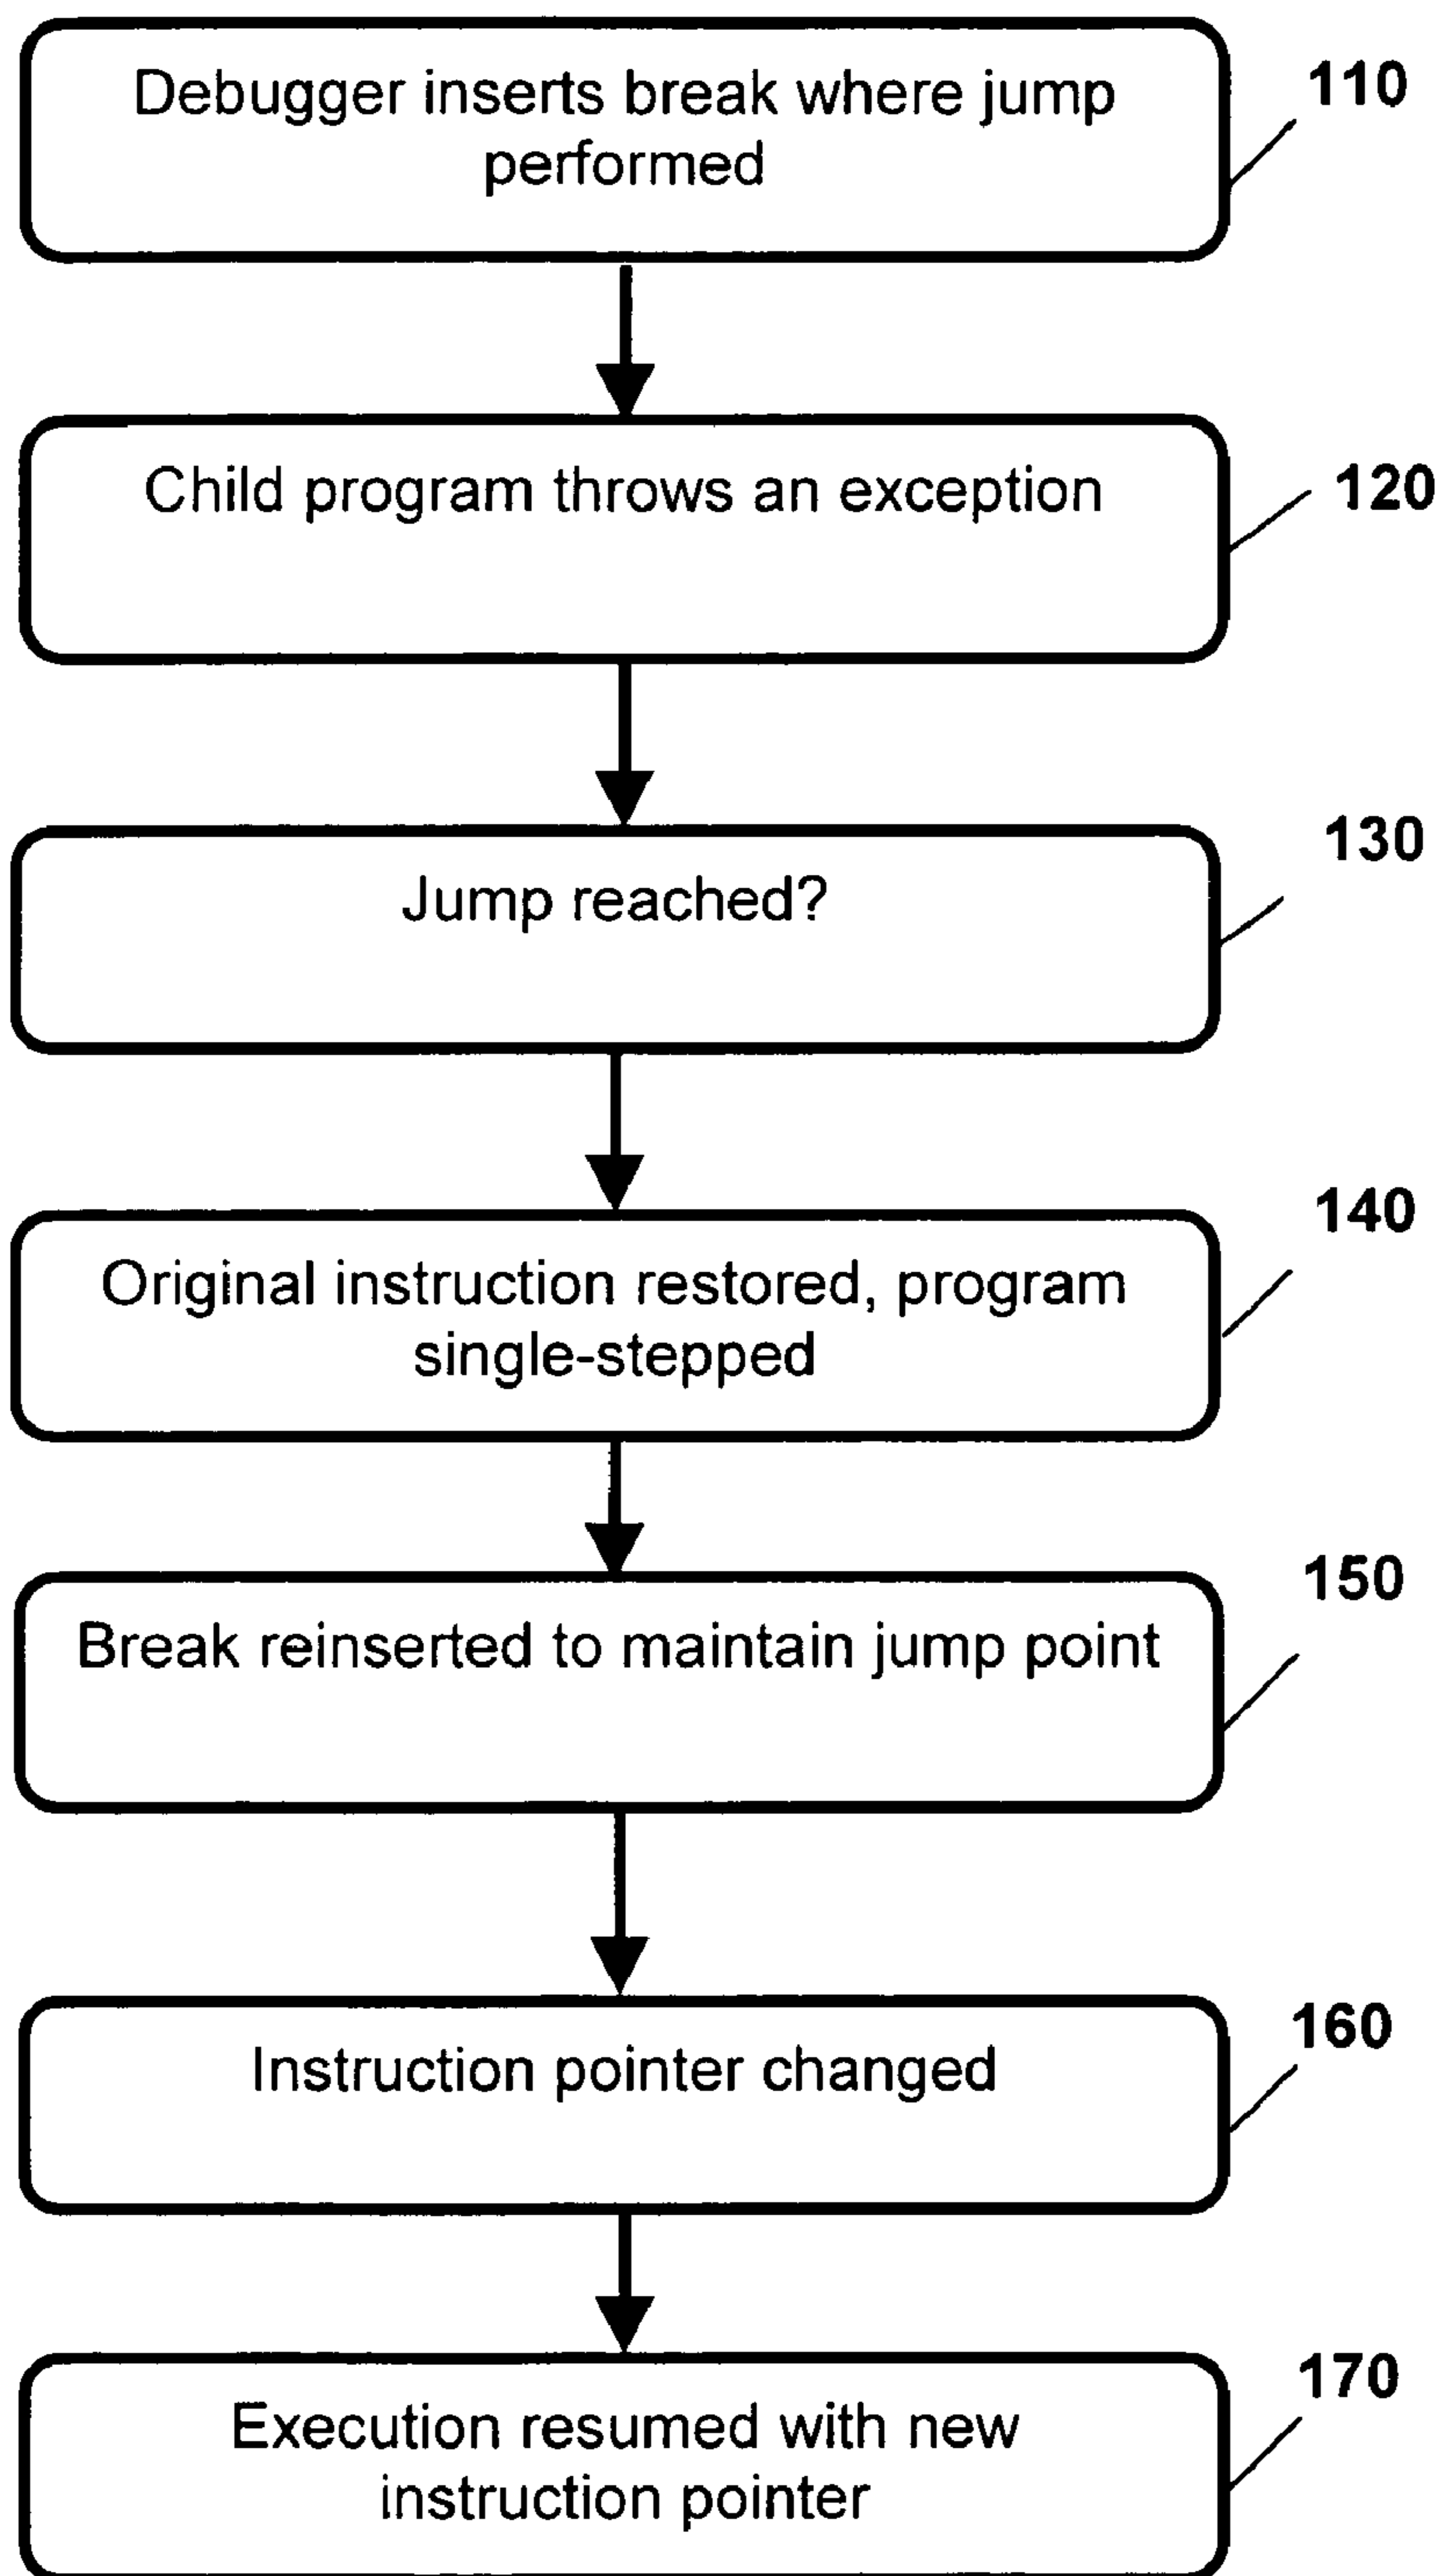 Debugger inserts break where jump
performed
110
Child program throws an exception
120
Jump reached?
130
Original instruction restored, program
single-stepped
140
Break reinserted to maintain jump point
150
Instruction pointer changed
160
Execution resumed with new
instruction pointer
170